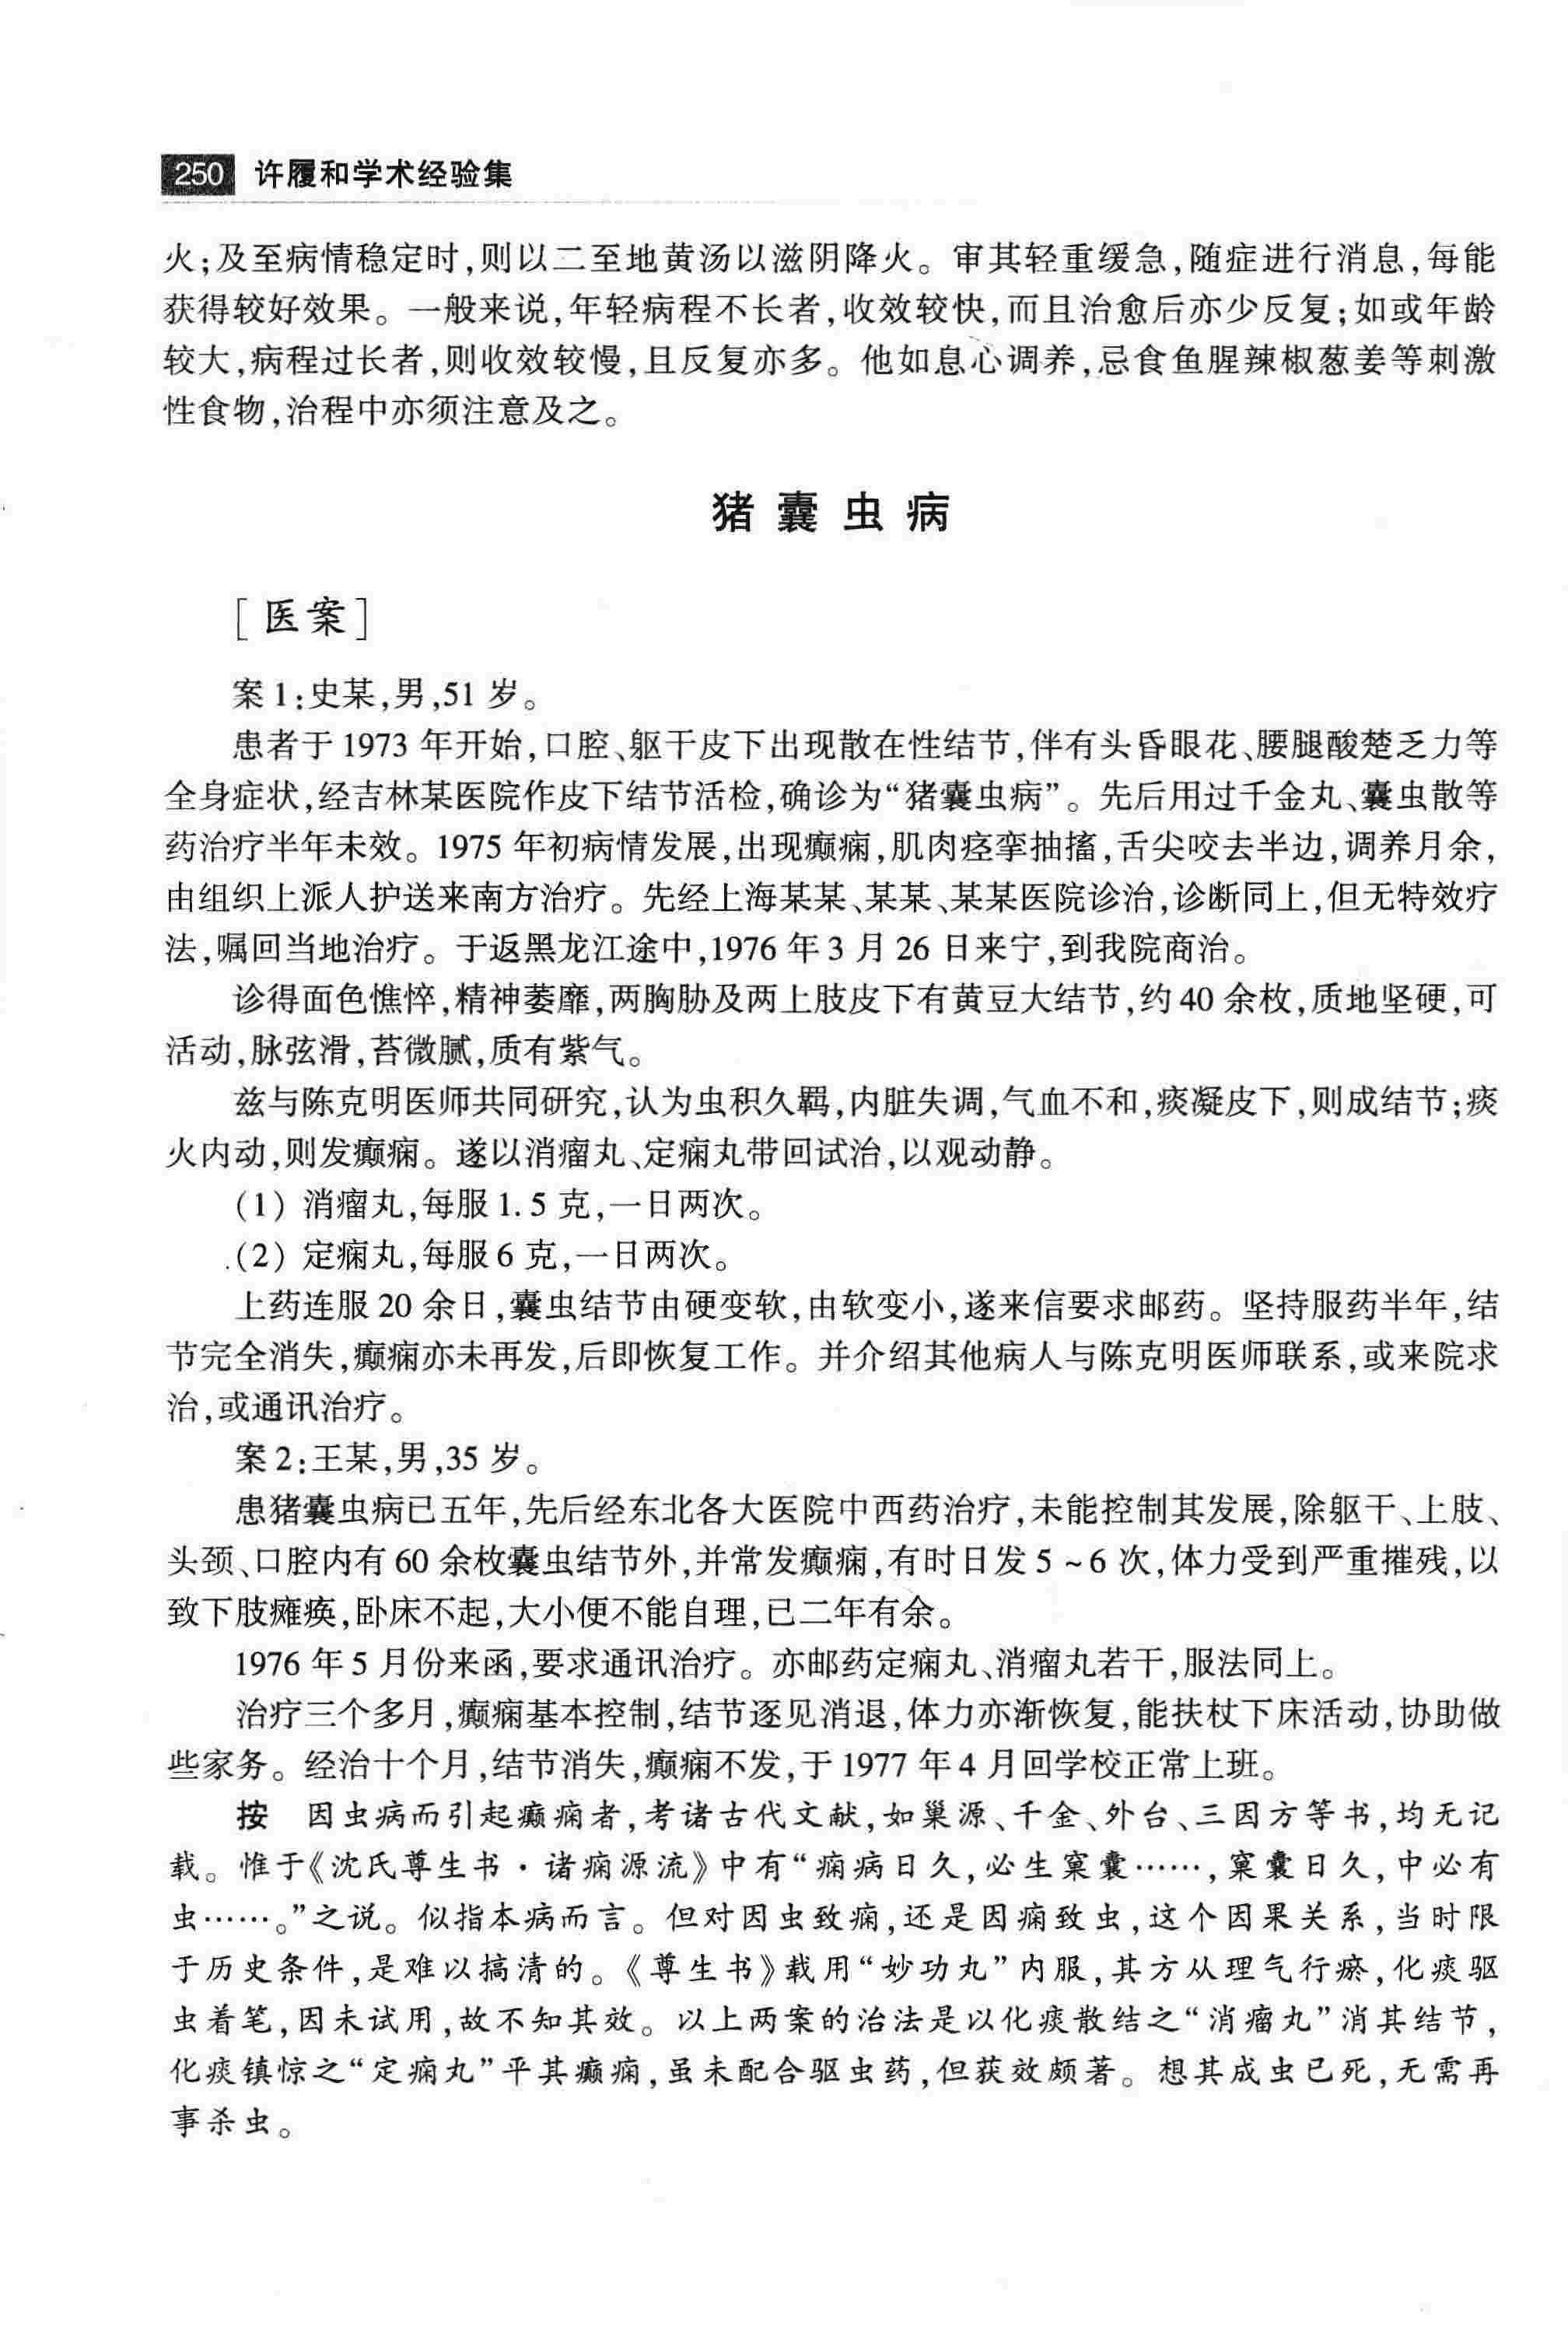 250 许履和学术经验集
火;及至病情稳定时,则以二至地黄汤以滋阴降火。审其轻重缓急,随症进行消息,每能
获得较好效果。一般来说,年轻病程不长者,收效较快,而且治愈后亦少反复;如或年龄
较大,病程过长者,则收效较慢,且反复亦多。他如息心调养,忌食鱼腥辣椒葱姜等刺激
性食物,治程中亦须注意及之。
猪囊虫病
[医案]
案1:史某,男,51岁。
患者于1973年开始,口腔、躯干皮下出现散在性结节,伴有头昏眼花、腰腿酸楚乏力等
全身症状,经吉林某医院作皮下结节活检,确诊为“猪囊虫病”。先后用过千金丸、囊虫散等
药治疗半年未效。1975年初病情发展,出现癫痫,肌肉痉挛抽搐,舌尖咬去半边,调养月余,
由组织上派人护送来南方治疗。先经上海某某、某某、某某医院诊治,诊断同上,但无特效疗
法,嘱回当地治疗。于返黑龙江途中,1976年3月26日来宁,到我院商治。
诊得面色憔悴,精神萎靡,两胸胁及两上肢皮下有黄豆大结节,约40余枚,质地坚硬,可
活动,脉弦滑,苔微腻,质有紫气。
兹与陈克明医师共同研究,认为虫积久羁,内脏失调,气血不和,痰凝皮下,则成结节;痰
火内动,则发癫痫。遂以消瘤丸、定痫丸带回试治,以观动静。
(1) 消瘤丸,每服1.5克,一日两次。
(2) 定痫丸,每服6克,一日两次。
上药连服20余日,囊虫结节由硬变软,由软变小,遂来信要求邮药。坚持服药半年,结
节完全消失,癫痫亦未再发,后即恢复工作。并介绍其他病人与陈克明医师联系,或来院求
治,或通讯治疗。
案2:王某,男,35岁。
患猪囊虫病已五年,先后经东北各大医院中西药治疗,未能控制其发展,除躯干、上肢、
头颈、口腔内有60余枚囊虫结节外,并常发癫痫,有时日发5~6次,体力受到严重摧残,以
致下肢瘫痪,卧床不起,大小便不能自理,已二年有余。
1976年5月份来函,要求通讯治疗。亦邮药定痫丸、消瘤丸若干,服法同上。
治疗三个多月,癫痫基本控制,结节逐见消退,体力亦渐恢复,能扶杖下床活动,协助做
些家务。经治十个月,结节消失,癫痫不发,于1977年4月回学校正常上班。
按 因虫病而引起癫痫者,考诸古代文献,如巢源、千金、外台、三因方等书,均无记
载。惟于《沈氏尊生书·诸痫源流》中有“痫病日久,必生窠囊……,窠囊日久,中必有
虫……。”之说。似指本病而言。但对因虫致痫,还是因痫致虫,这个因果关系,当时限
于历史条件,是难以搞清的。《尊生书》载用“妙功丸”内服,其方从理气行瘀,化痰驱
虫着笔,因未试用,故不知其效。以上两案的治法是以化痰散结之“消瘤丸”消其结节,
化痰镇惊之“定痫丸”平其癫痫,虽未配合驱虫药,但获效颇著。想其成虫已死,无需再
事杀虫。